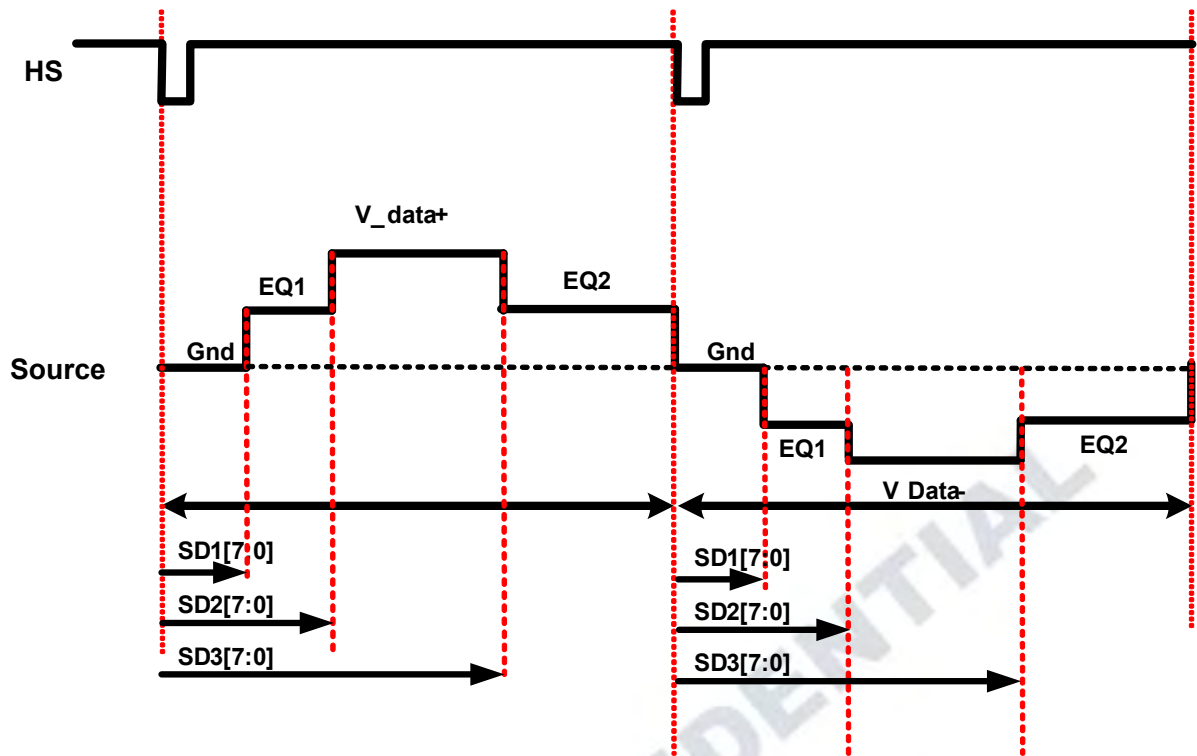 HS
V_data+
EQ1
EQ2
Gnd
Gnd
Source
EQ1
EQ2
V Data-
SD1[7:0]
SD1[7:0]
SD2[7:0]
SD2[7:0]
SD3[7:0]
SD3[7:0]
IDENTIAL